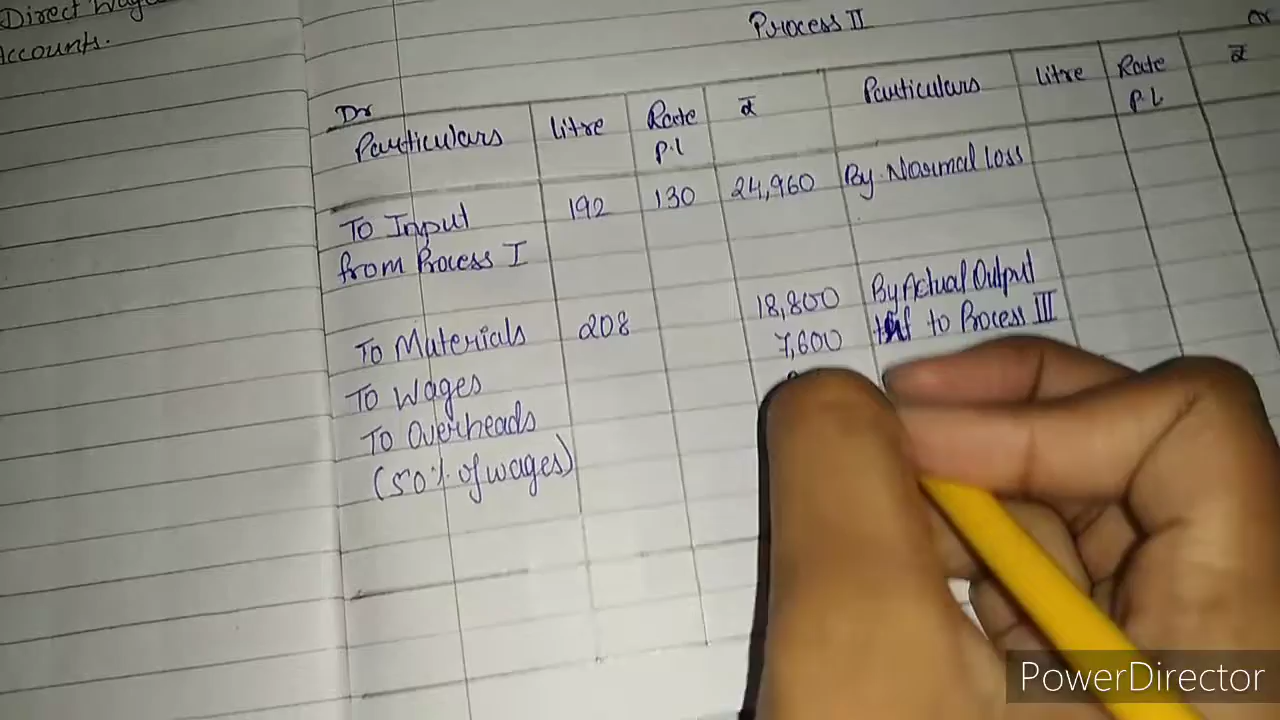 Direct
Accounts.
Process II
Dr
Particulars litre Rate p.l ₹ Particulars litre Rate p.L ₹
To Input 192 130 24,960 By Normal Loss
from Process I
To Materials 208 18,800 By Actual Output
To Wages 7,600 to Process III
To Overheads
(50% of wages)
PowerDirector